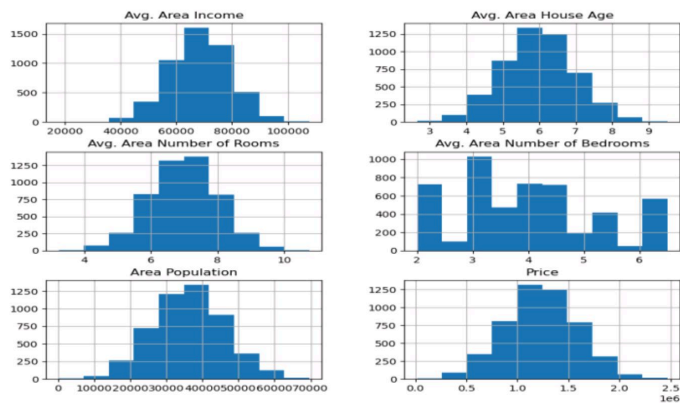 Avg. Area Income
1500
1000
500
0
20000 40000 60000 80000 100000
Avg. Area House Age
1250
1000
750
500
250
0
3 4 5 6 7 8 9
Avg. Area Number of Rooms
1250
1000
750
500
250
0
4 6 8 10
Avg. Area Number of Bedrooms
1000
800
600
400
200
0
2 3 4 5 6
Area Population
1250
1000
750
500
250
0
0 10000 20000 30000 40000 50000 60000 70000
Price
1250
1000
750
500
250
0
0.0 0.5 1.0 1.5 2.0 2.5
1e6